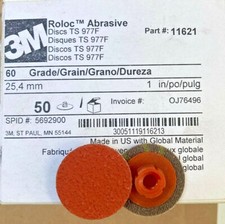 3M
Roloc™ Abrasive
Discs TS 977F
Disques TS 977F
Discos TS 977F
Discos TS 977F
Part #: 11621
60 Grade/Grain/Grano/Dureza
25,4 mm 1 in/po/pulg
50 Invoice #: OJ76496
SPID #: 5692900
3M, ST PAUL, MN 55144
30051119116213
Made in US with Global Material